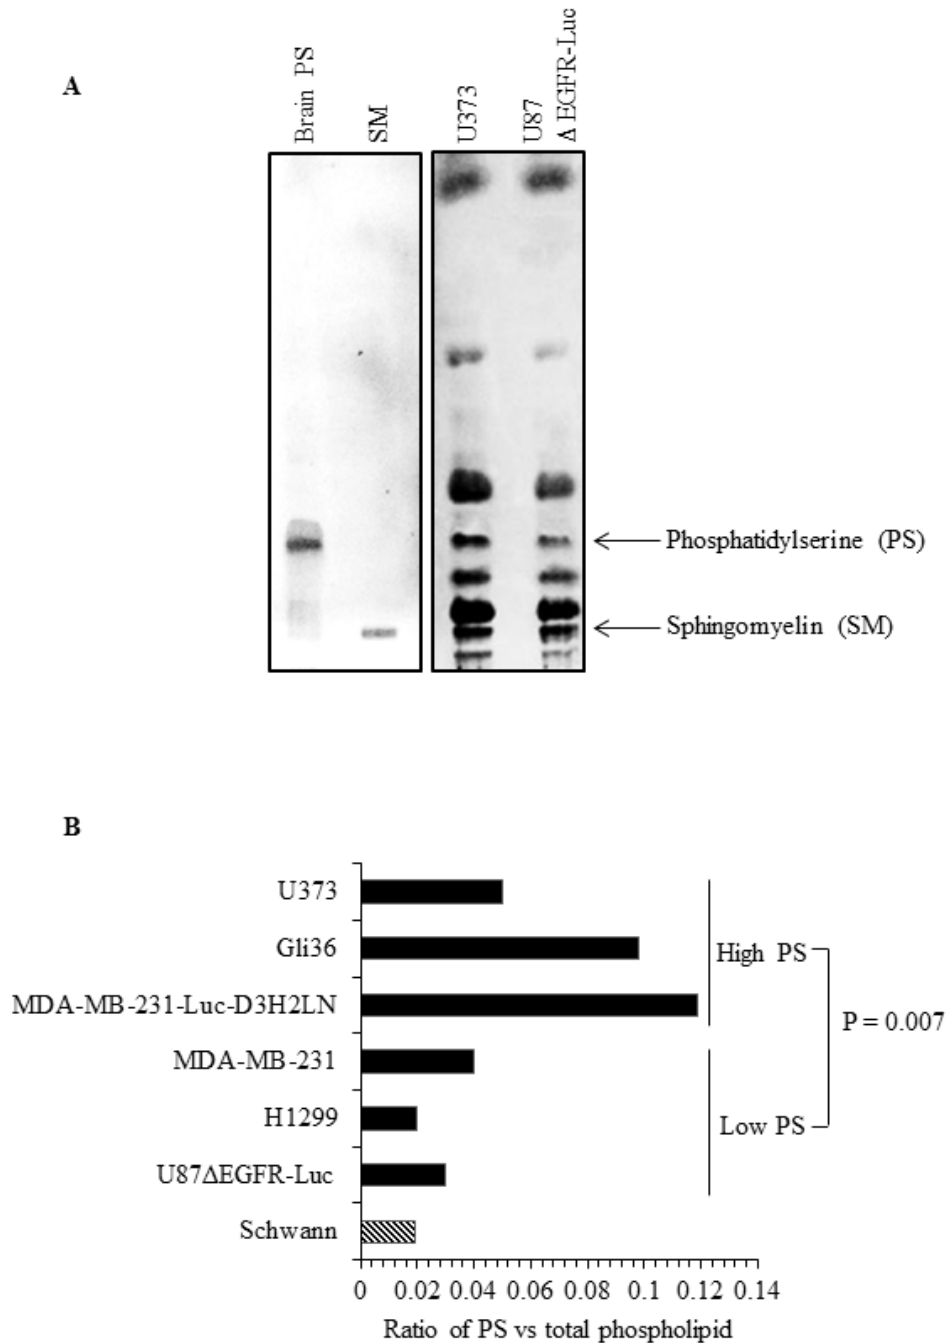 A
Brain PS
SM
U373
U87
Δ EGFR-Luc
Phosphatidylserine (PS)
Sphingomyelin (SM)
B
U373
Gli36
MDA-MB-231-Luc-D3H2LN
MDA-MB-231
H1299
U87ΔEGFR-Luc
Schwann
High PS
Low PS
P = 0.007
0 0.02 0.04 0.06 0.08 0.1 0.12 0.14
Ratio of PS vs total phospholipid